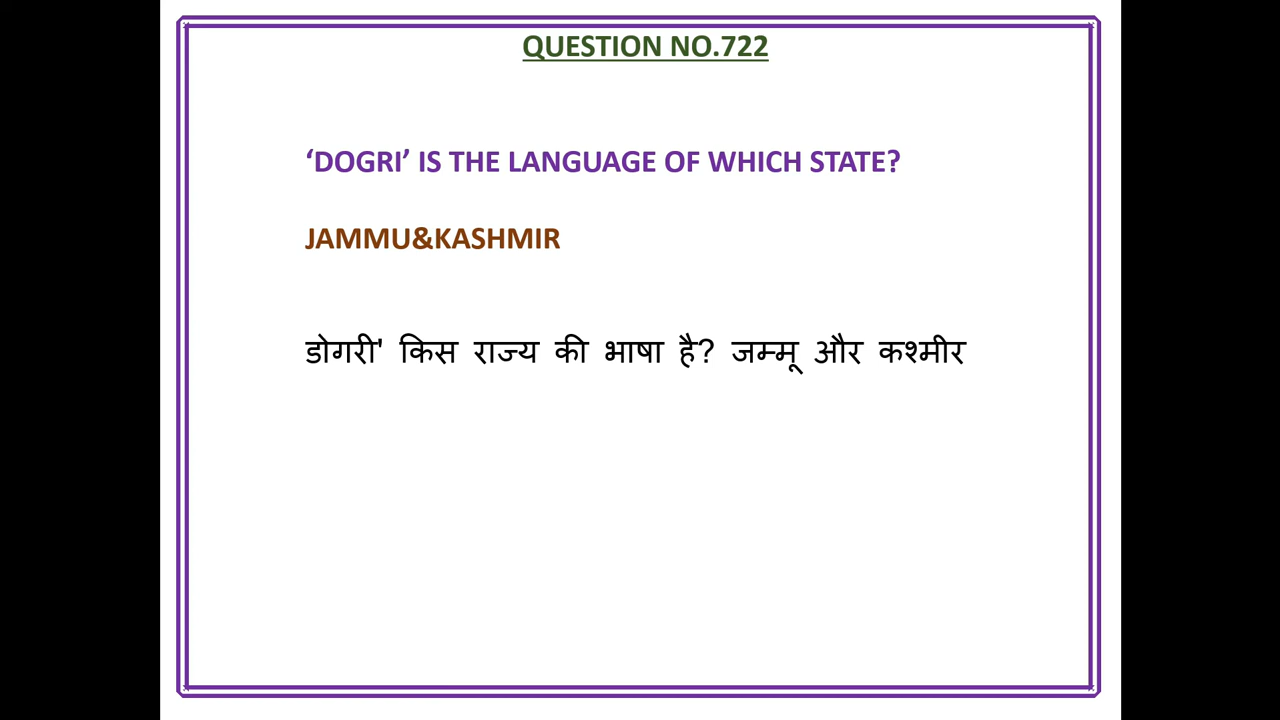 QUESTION NO.722
‘DOGRI’ IS THE LANGUAGE OF WHICH STATE?
JAMMU&KASHMIR
डोगरी' किस राज्य की भाषा है? जम्मू और कश्मीर